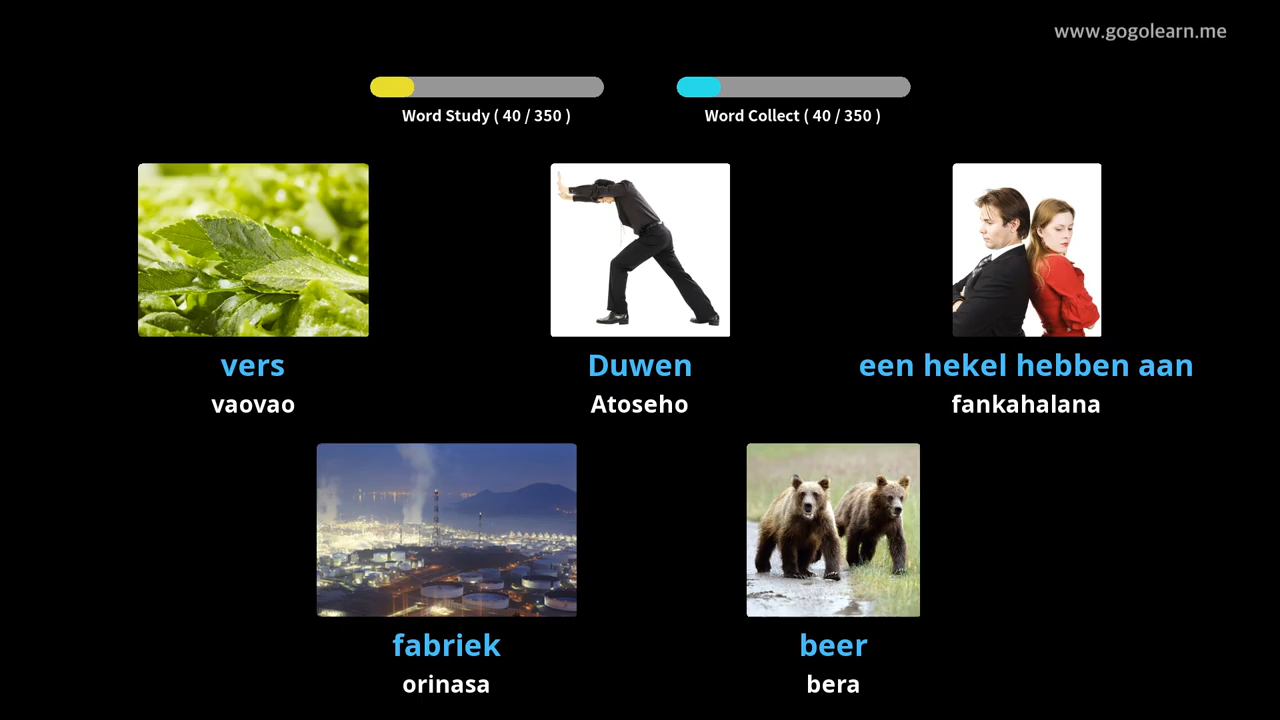 www.gogolearn.me
Word Study ( 40 / 350 )
Word Collect ( 40 / 350 )
vers
vaovao
Duwen
Atoseho
een hekel hebben aan
fankahalana
fabriek
orinasa
beer
bera